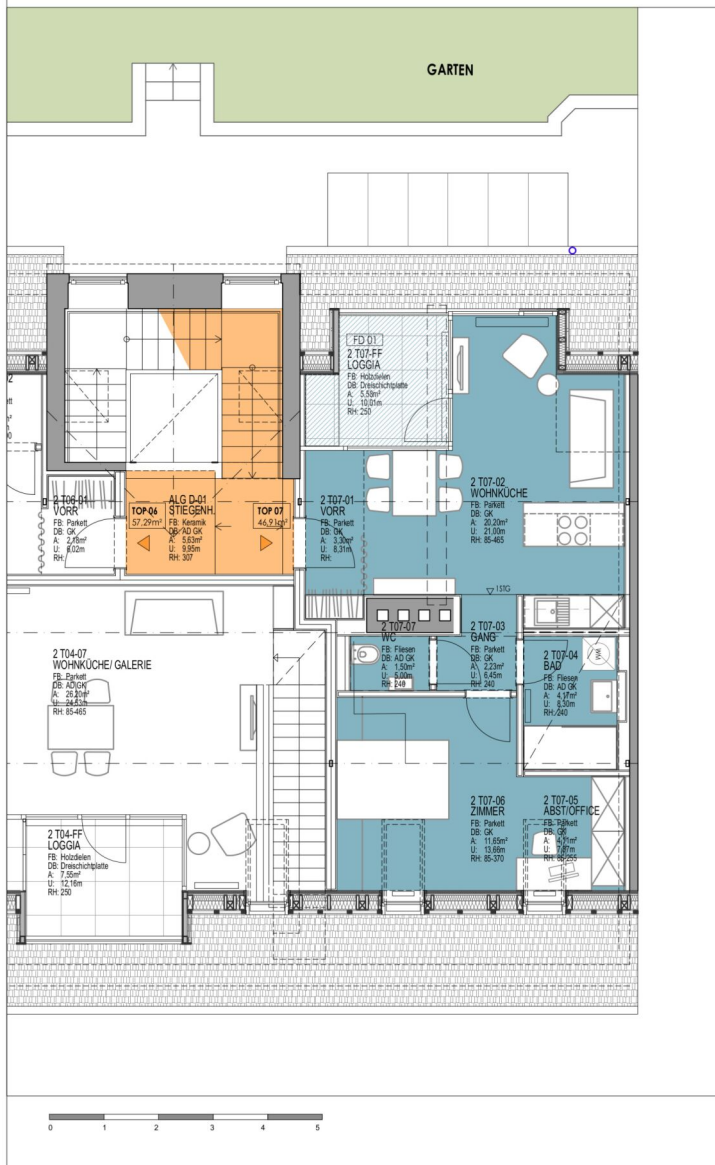 GARTEN
FD 01
2 T07-FF
LOGGIA
FB: Holzdielen
DB: Dreischichtplatte
A: 5,58m²
U: 10,01m
RH: 250
2 T06-01
VORR
FB: Parkett
DB: GK
A: 2,18m²
U: 6,02m
RH:
TOP 06
57,29m²
ALG D-01
STIEGENH.
FB: Keramik
DB: AD GK
A: 5,63m²
U: 9,95m
RH: 307
TOP 07
46,91m²
2 T07-01
VORR
FB: Parkett
DB: GK
A: 3,30m²
U: 8,31m
RH:
2 T07-02
WOHNKÜCHE
FB: Parkett
DB: GK
A: 20,20m²
U: 21,00m
RH: 85-465
1STG
2 T07-07
WC
FB: Fliesen
DB: AD GK
A: 1,50m²
U: 5,00m
RH: 240
2 T07-03
GANG
FB: Parkett
DB: GK
A: 2,23m²
U: 6,45m
RH: 240
2 T07-04
BAD
FB: Fliesen
DB: AD GK
A: 4,17m²
U: 8,30m
RH: 240
WM
2 T04-07
WOHNKÜCHE/ GALERIE
FB: Parkett
DB: AD GK
A: 26,20m²
U: 24,53m
RH: 85-465
2 T07-06
ZIMMER
FB: Parkett
DB: GK
A: 11,65m²
U: 13,66m
RH: 85-370
2 T07-05
ABST/OFFICE
FB: Parkett
DB: GK
A: 4,11m²
RH: 85-255
2 T04-FF
LOGGIA
FB: Holzdielen
DB: Dreischichtplatte
A: 7,55m²
U: 12,16m
RH: 250
0 1 2 3 4 5